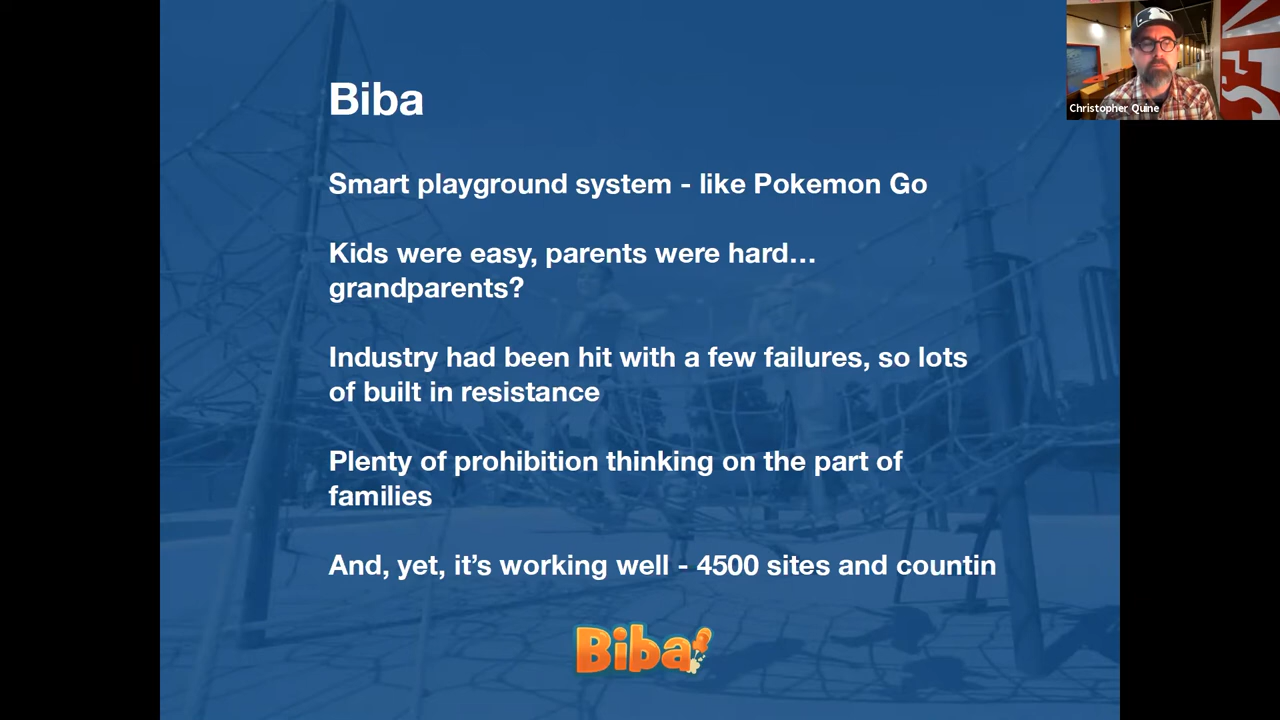 Biba
Smart playground system - like Pokemon Go
Kids were easy, parents were hard…
grandparents?
Industry had been hit with a few failures, so lots
of built in resistance
Plenty of prohibition thinking on the part of
families
And, yet, it’s working well - 4500 sites and countin
Biba
Christopher Quine